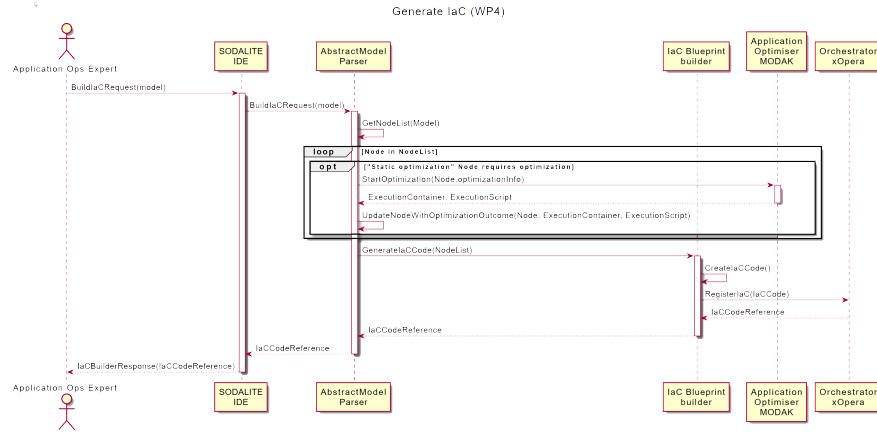 Generate IaC (WP4)
Application Ops Expert
SODALITE
IDE
AbstractModel
Parser
IaC Blueprint
builder
Application
Optimiser
MODAK
Orchestrator
xOpera
BuildIaCRequest(model)
BuildIaCRequest(model)
GetNodeList(Model)
loop [Node in NodeList]
opt ["Static optimization" Node requires optimization]
StartOptimization(Node.optimizationInfo)
ExecutionContainer, ExecutionScript
UpdateNodeWithOptimizationOutcome(Node, ExecutionContainer, ExecutionScript)
GenerateIaCCode(NodeList)
CreateIaCCode()
RegisterIaC(IaCCode)
IaCCodeReference
IaCCodeReference
IaCCodeReference
IaCBuilderResponse(IaCCodeReference)
Application Ops Expert
SODALITE
IDE
AbstractModel
Parser
IaC Blueprint
builder
Application
Optimiser
MODAK
Orchestrator
xOpera